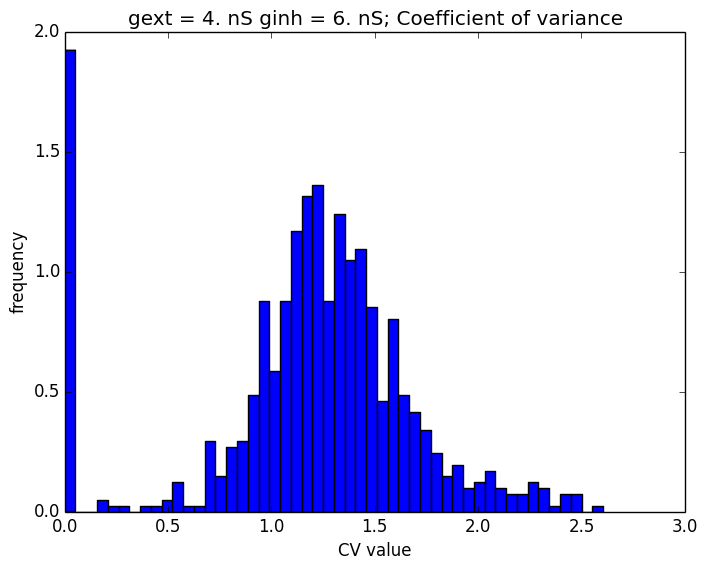 gext = 4. nS ginh = 6. nS; Coefficient of variance
2.0
1.5
1.0
0.5
0.0
frequency
0.0 0.5 1.0 1.5 2.0 2.5 3.0
CV value